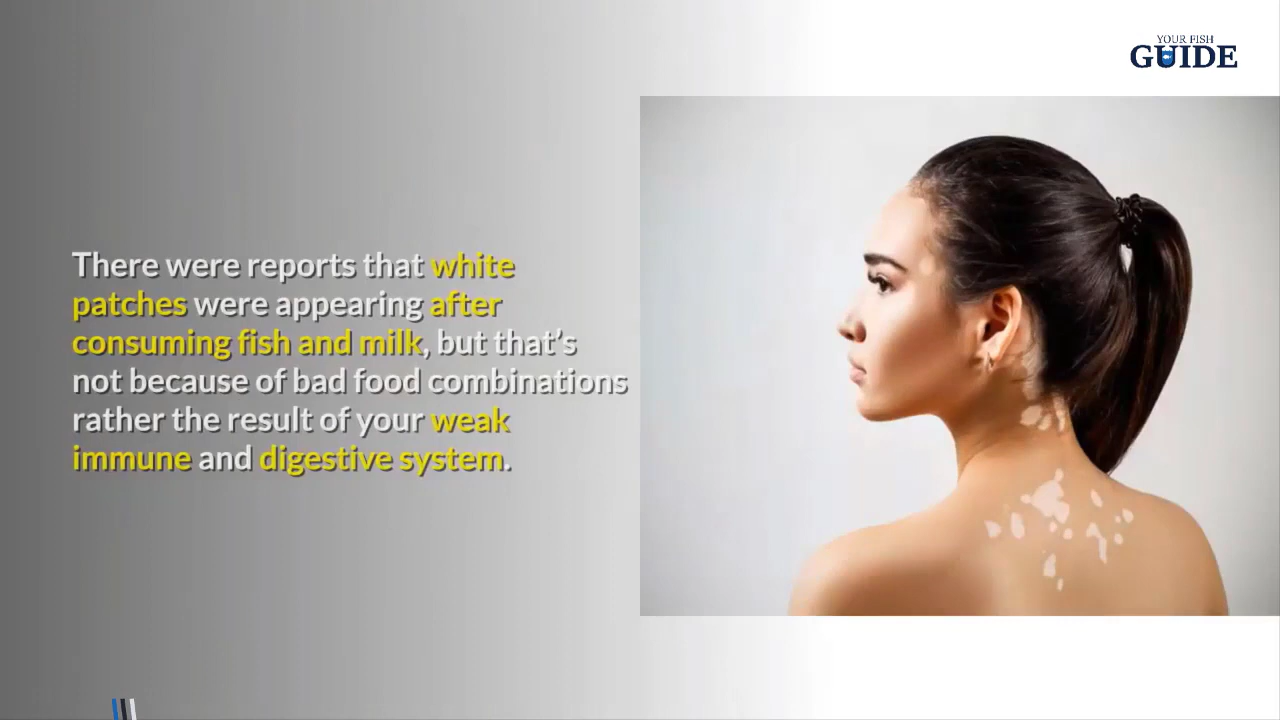 YOUR FISH
GUIDE
There were reports that white
patches were appearing after
consuming fish and milk, but that's
not because of bad food combinations
rather the result of your weak
immune and digestive system.